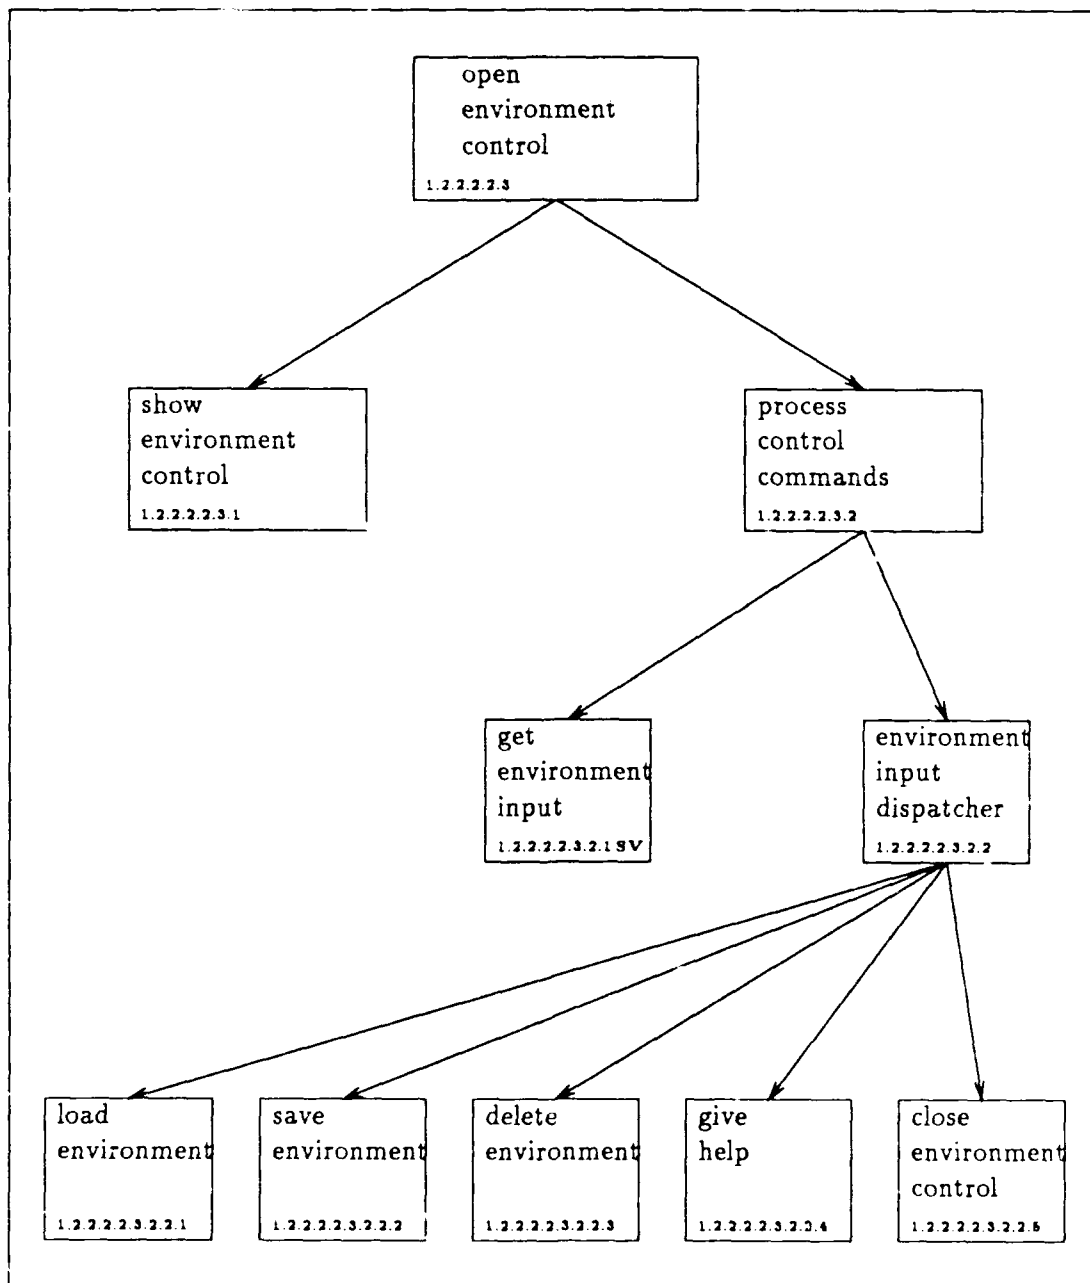 open
environment
control
1.2.2.2.2.3
show
environment
control
1.2.2.2.2.3.1
process
control
commands
1.2.2.2.2.3.2
get
environment
input
1.2.2.2.2.3.2.1 SV
environment
input
dispatcher
1.2.2.2.2.3.2.2
load
environment
1.2.2.2.2.3.2.2.1
save
environment
1.2.2.2.2.3.2.2.2
delete
environment
1.2.2.2.2.3.2.2.3
give
help
1.2.2.2.2.3.2.2.4
close
environment
control
1.2.2.2.2.3.2.2.5